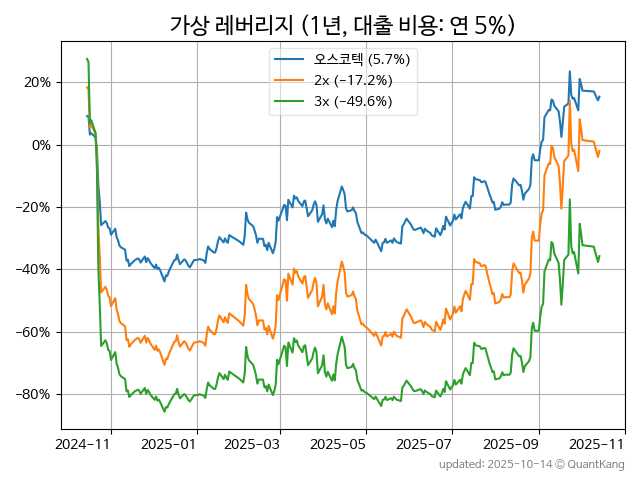 가상 레버리지 (1년, 대출 비용: 연 5%)
오스코텍 (5.7%)
2x (−17.2%)
3x (−49.6%)
20%
0%
−20%
−40%
−60%
−80%
2024-11
2025-01
2025-03
2025-05
2025-07
2025-09
2025-11
updated: 2025-10-14 © QuantKang